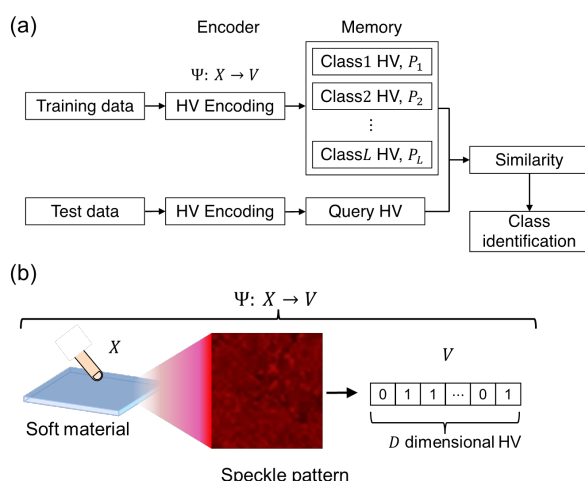 (a)
Encoder
Memory
Ψ: X → V
Training data
HV Encoding
Class1 HV, P₁
Class2 HV, P₂
⋮
ClassL HV, P_L
Similarity
Test data
HV Encoding
Query HV
Class
identification
(b)
Ψ: X → V
X
V
0 1 1 ⋯ 0 1
Soft material
D dimensional HV
Speckle pattern